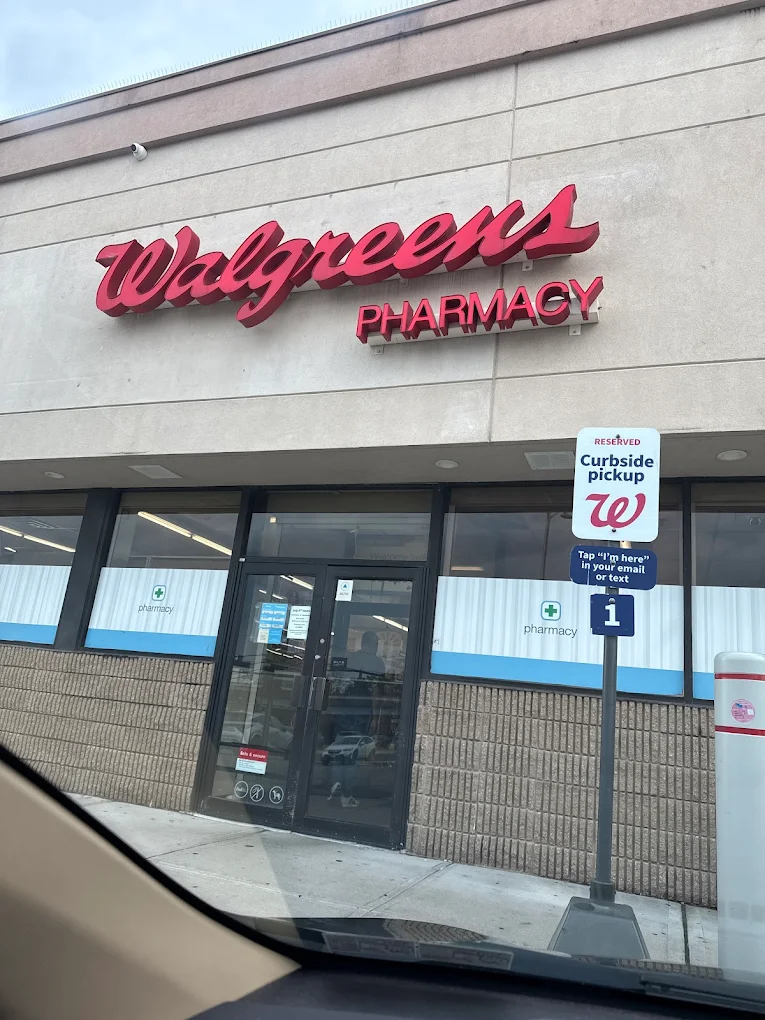 Walgreens
PHARMACY
RESERVED
Curbside
pickup
W
Tap “I’m here”
in your email
or text
1
pharmacy
pharmacy